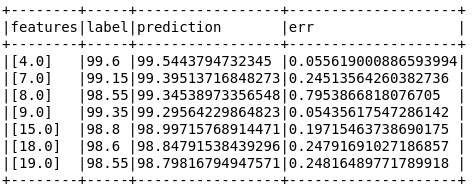 +--------+-----+-----------------+--------------------+
|features|label|prediction       |err                 |
+--------+-----+-----------------+--------------------+
|[4.0]   |99.6 |99.5443794732345 |0.055619000886593994|
|[7.0]   |99.15|99.39513716848273|0.24513564260382736 |
|[8.0]   |98.55|99.34538973356548|0.7953866818076705  |
|[9.0]   |99.35|99.29564229864823|0.05435617547286142 |
|[15.0]  |98.8 |98.99715768914471|0.19715463738690175 |
|[18.0]  |98.6 |98.84791538439296|0.2479169102718685​7 |
|[19.0]  |98.55|98.79816794947571|0.24816489771789918 |
+--------+-----+-----------------+--------------------+